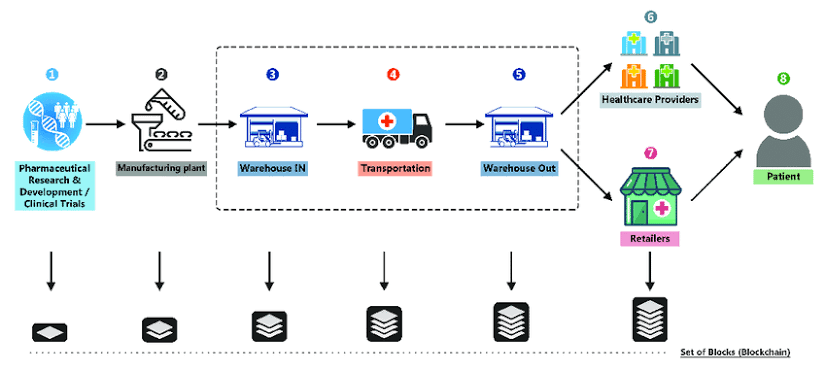 1
Pharmaceutical
Research &
Development /
Clinical Trials
2
Manufacturing plant
3
Warehouse IN
4
Transportation
5
Warehouse Out
6
Healthcare Providers
7
Retailers
8
Patient
Set of Blocks (Blockchain)